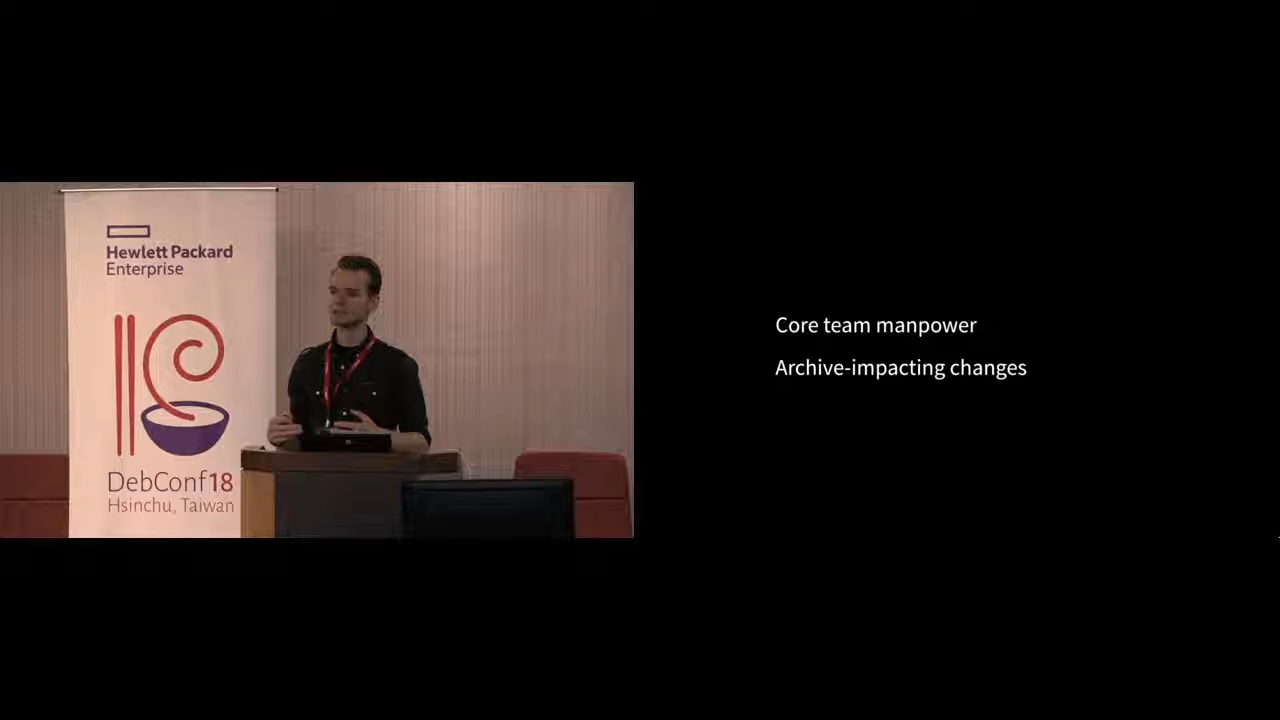 Hewlett Packard
Enterprise
DebConf18
Hsinchu, Taiwan
Core team manpower
Archive-impacting changes